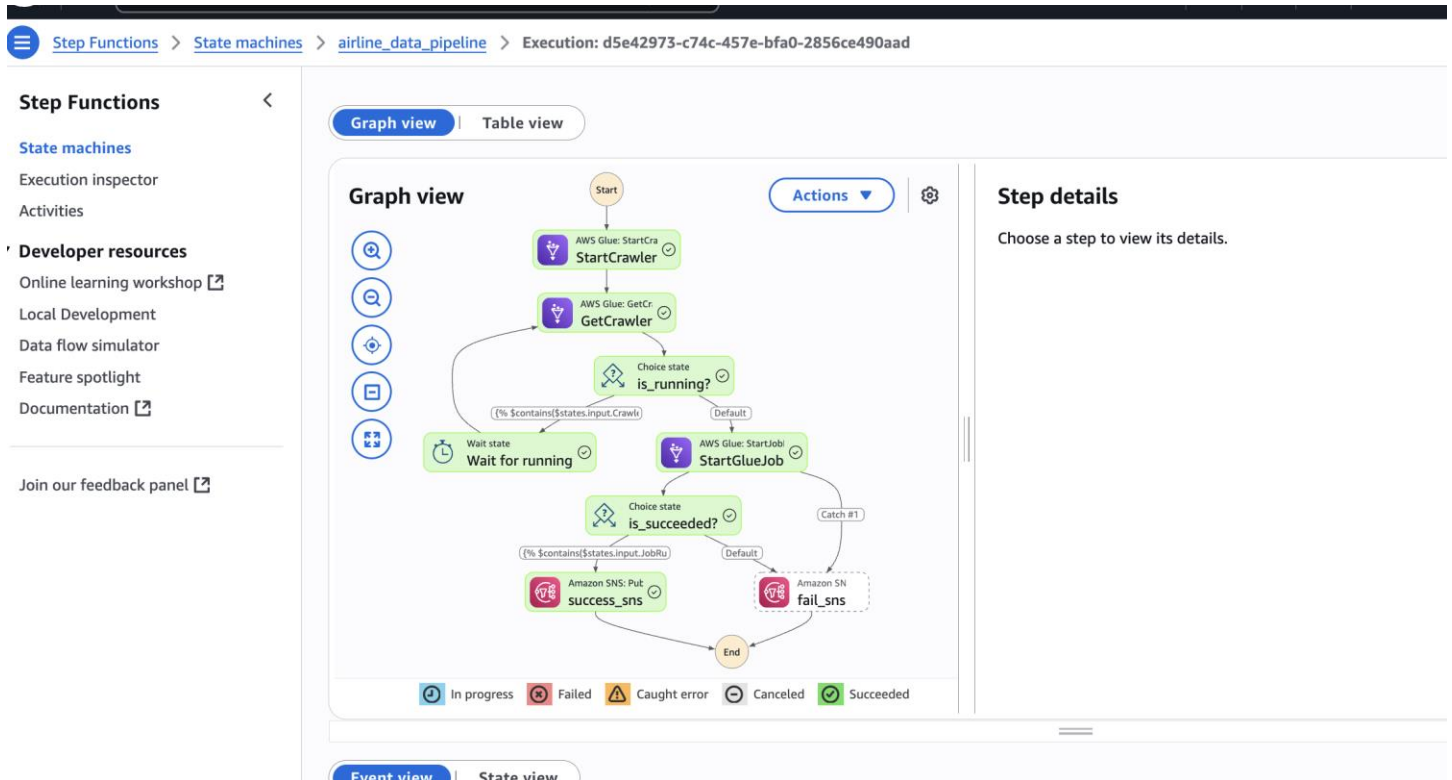 Step Functions > State machines > airline_data_pipeline > Execution: d5e42973-c74c-457e-bfa0-2856ce490aad
Step Functions
State machines
Execution inspector
Activities
Developer resources
Online learning workshop
Local Development
Data flow simulator
Feature spotlight
Documentation
Join our feedback panel
Graph view
Table view
Graph view
Actions
Start
AWS Glue: StartCra
StartCrawler
AWS Glue: GetCr
GetCrawler
Choice state
is_running?
{% $contains($states.input.Crawle
Default
Wait state
Wait for running
AWS Glue: StartJobl
StartGlueJob
Choice state
is_succeeded?
Catch #1
{% $contains($states.input.JobRu
Default
Amazon SNS: Put
success_sns
Amazon SN
fail_sns
End
In progress
Failed
Caught error
Canceled
Succeeded
Step details
Choose a step to view its details.
Event view
State view